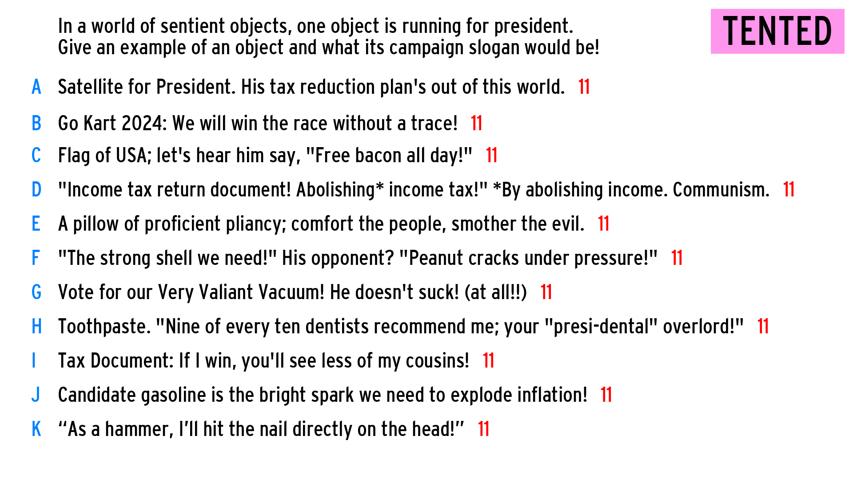 In a world of sentient objects, one object is running for president.
Give an example of an object and what its campaign slogan would be!
TENTED
A Satellite for President. His tax reduction plan's out of this world. 11
B Go Kart 2024: We will win the race without a trace! 11
C Flag of USA; let's hear him say, "Free bacon all day!" 11
D "Income tax return document! Abolishing* income tax!" *By abolishing income. Communism. 11
E A pillow of proficient pliancy; comfort the people, smother the evil. 11
F "The strong shell we need!" His opponent? "Peanut cracks under pressure!" 11
G Vote for our Very Valiant Vacuum! He doesn't suck! (at all!!) 11
H Toothpaste. "Nine of every ten dentists recommend me; your "presi-dental" overlord!" 11
I Tax Document: If I win, you'll see less of my cousins! 11
J Candidate gasoline is the bright spark we need to explode inflation! 11
K “As a hammer, I’ll hit the nail directly on the head!” 11